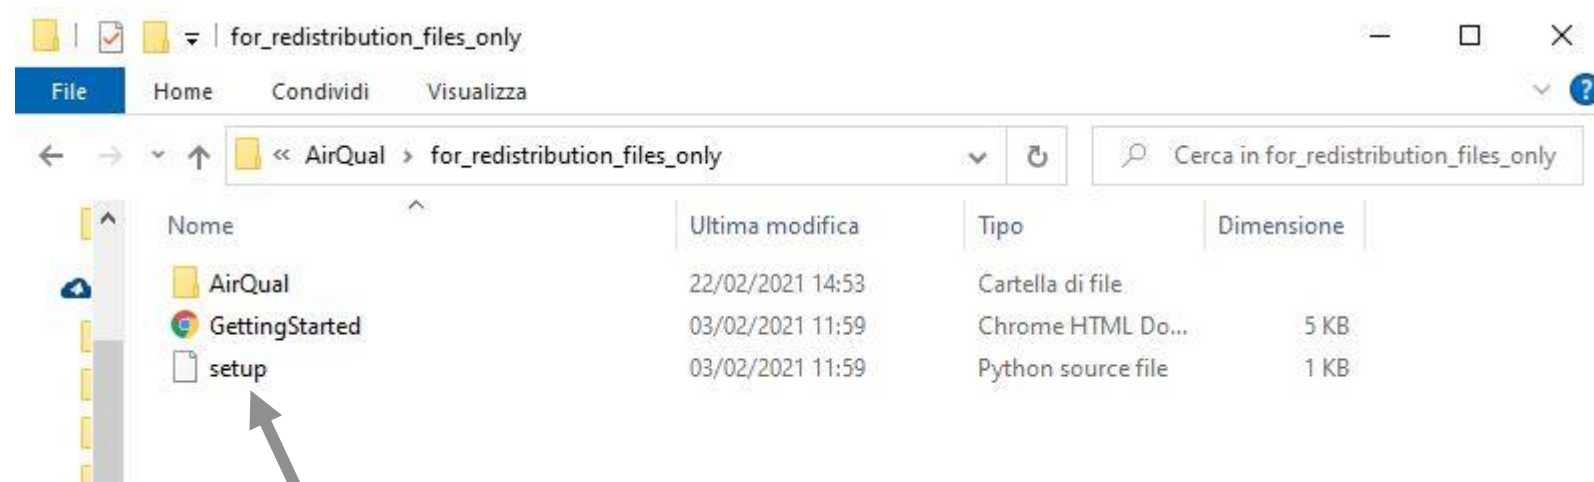 for_redistribution_files_only
File Home Condividi Visualizza ?
« AirQual > for_redistribution_files_only Cerca in for_redistribution_files_only
Nome Ultima modifica Tipo Dimensione
AirQual 22/02/2021 14:53 Cartella di file
GettingStarted 03/02/2021 11:59 Chrome HTML Do... 5 KB
setup 03/02/2021 11:59 Python source file 1 KB